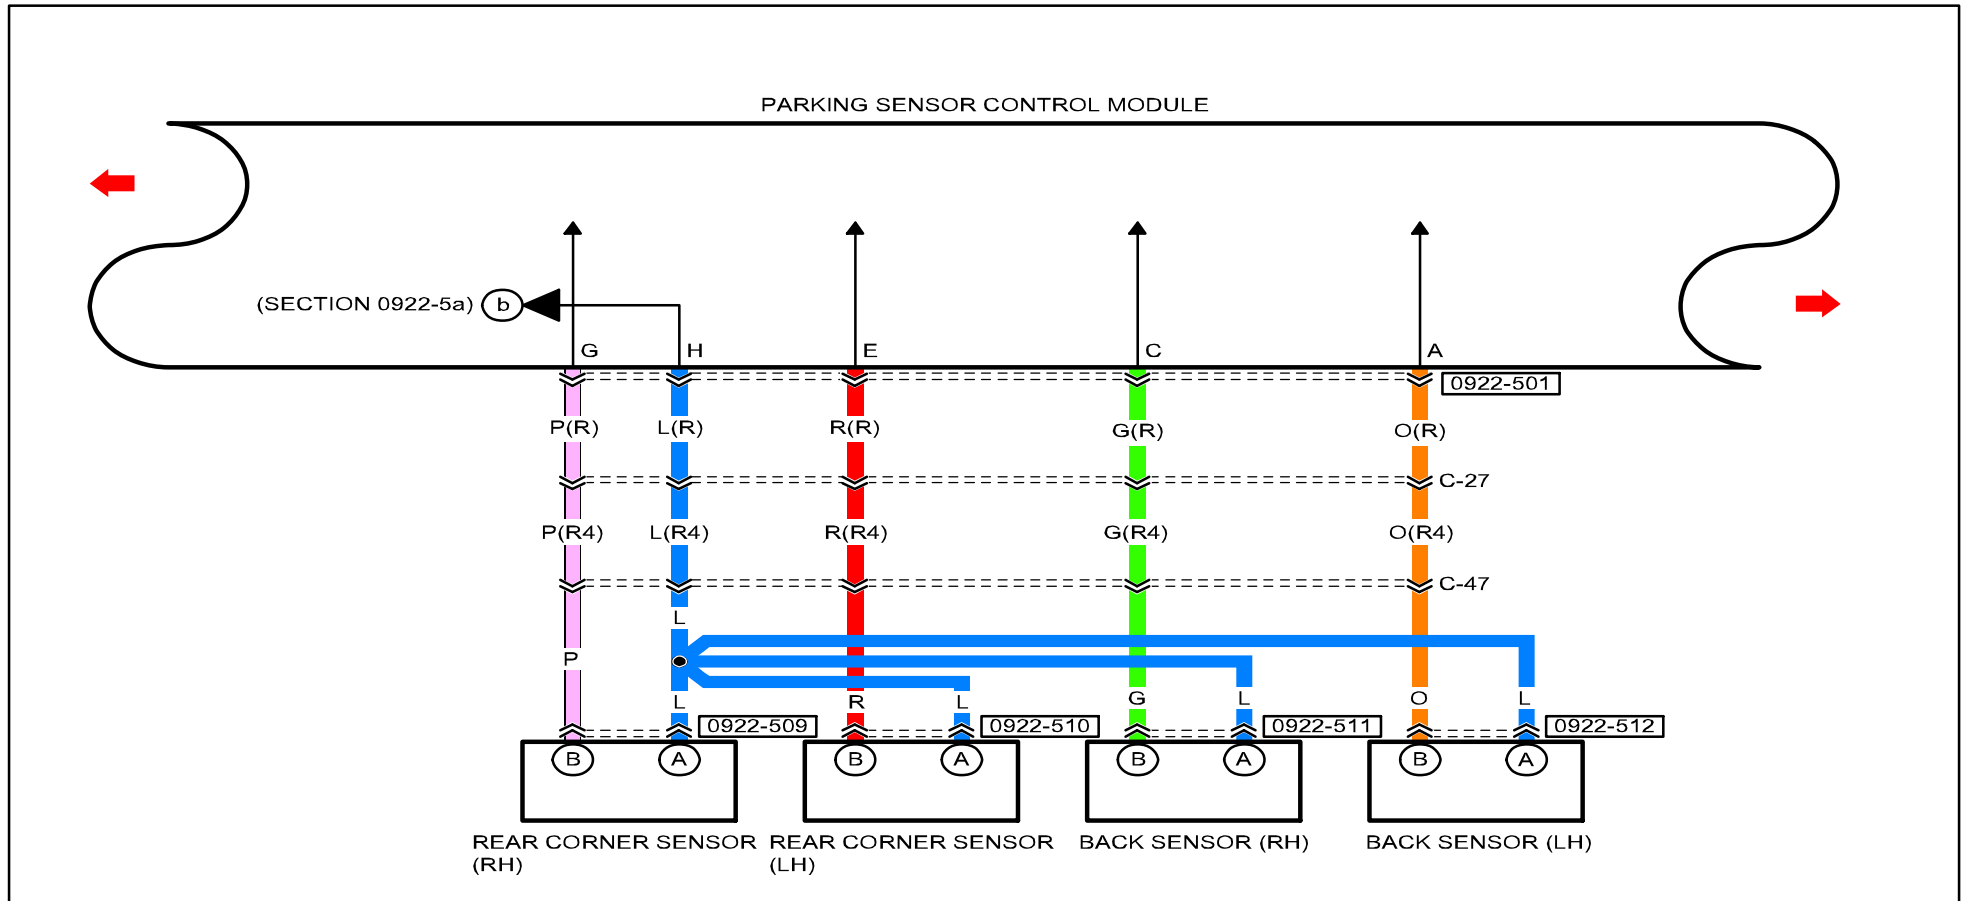 PARKING SENSOR CONTROL MODULE
(SECTION 0922-5a) b
G H E C A
0922-501
P(R) L(R) R(R) G(R) O(R)
C-27
P(R4) L(R4) R(R4) G(R4) O(R4)
C-47
L
P
L R L G L O L
0922-509 0922-510 0922-511 0922-512
B A B A B A B A
REAR CORNER SENSOR (RH)
REAR CORNER SENSOR (LH)
BACK SENSOR (RH)
BACK SENSOR (LH)